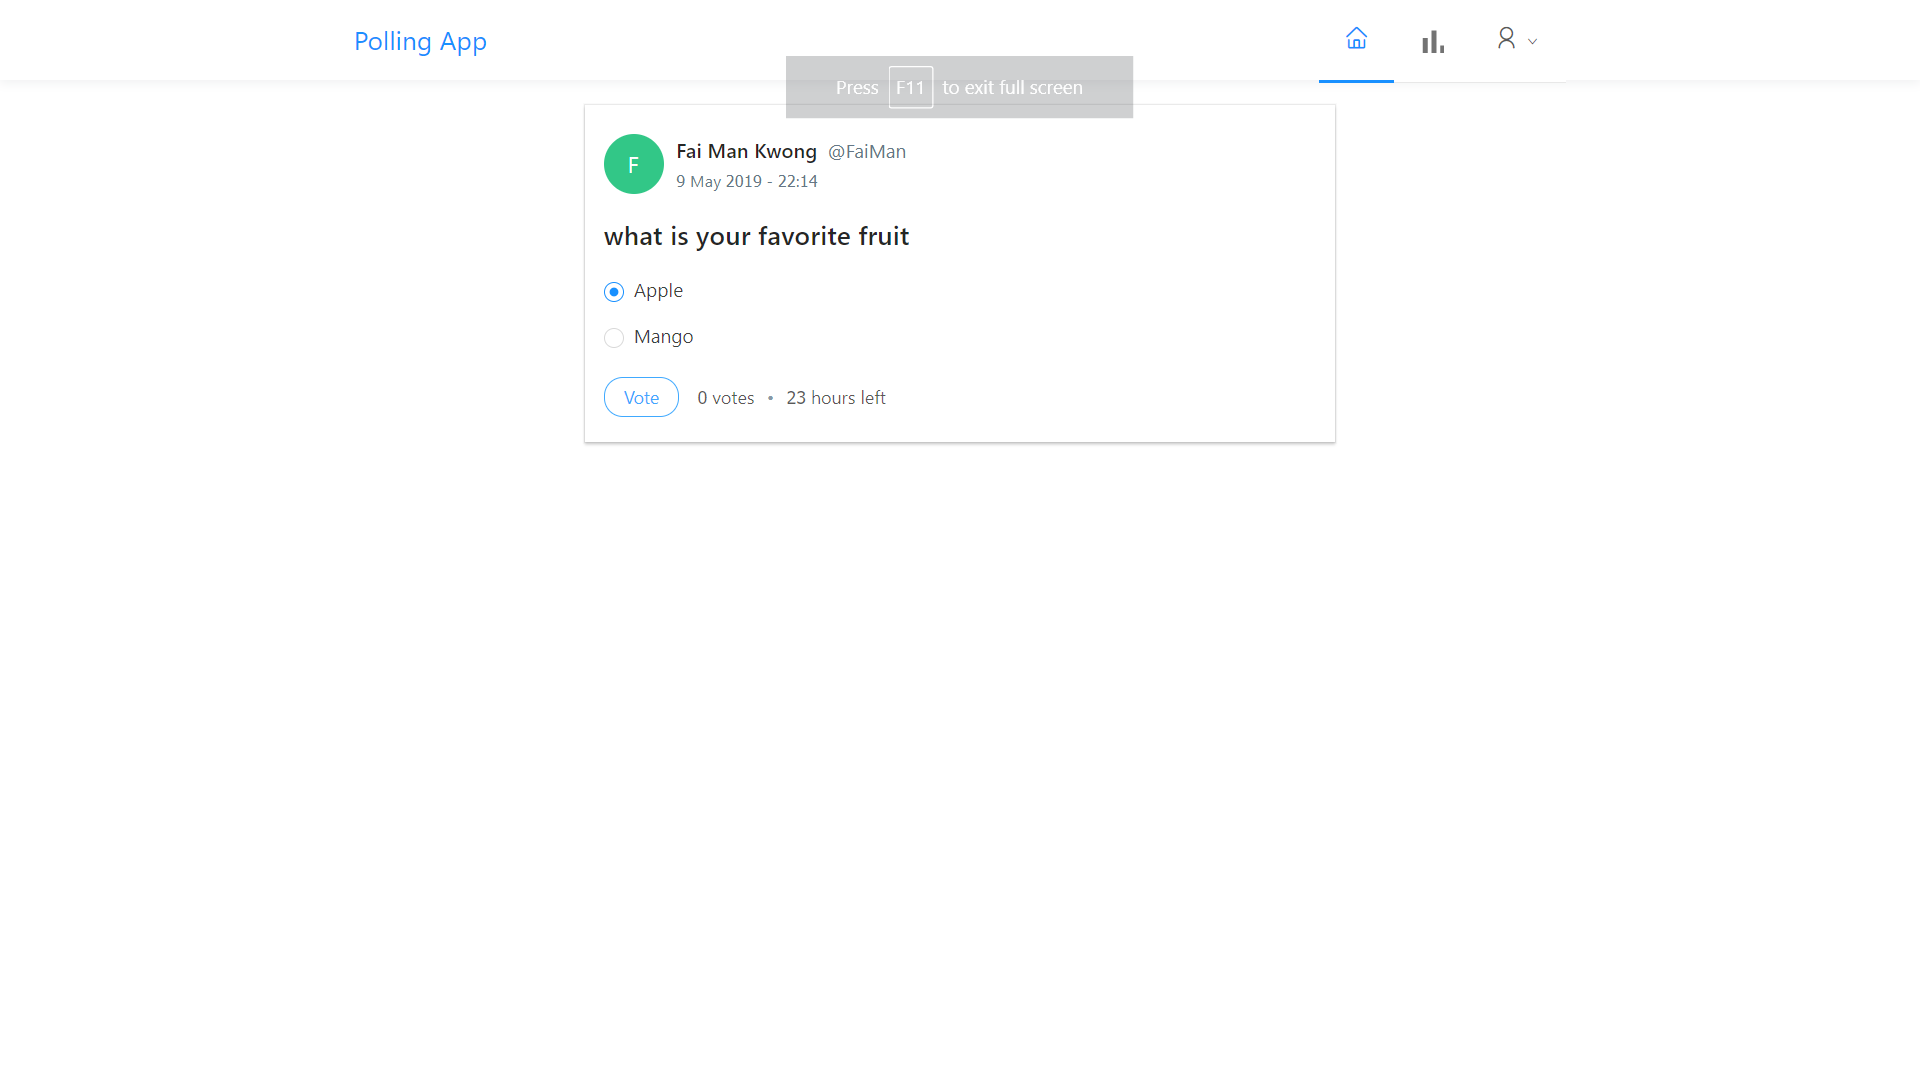 Polling App
Press F11 to exit full screen
F
Fai Man Kwong @FaiMan
9 May 2019 - 22:14
what is your favorite fruit
Apple
Mango
Vote 0 votes • 23 hours left